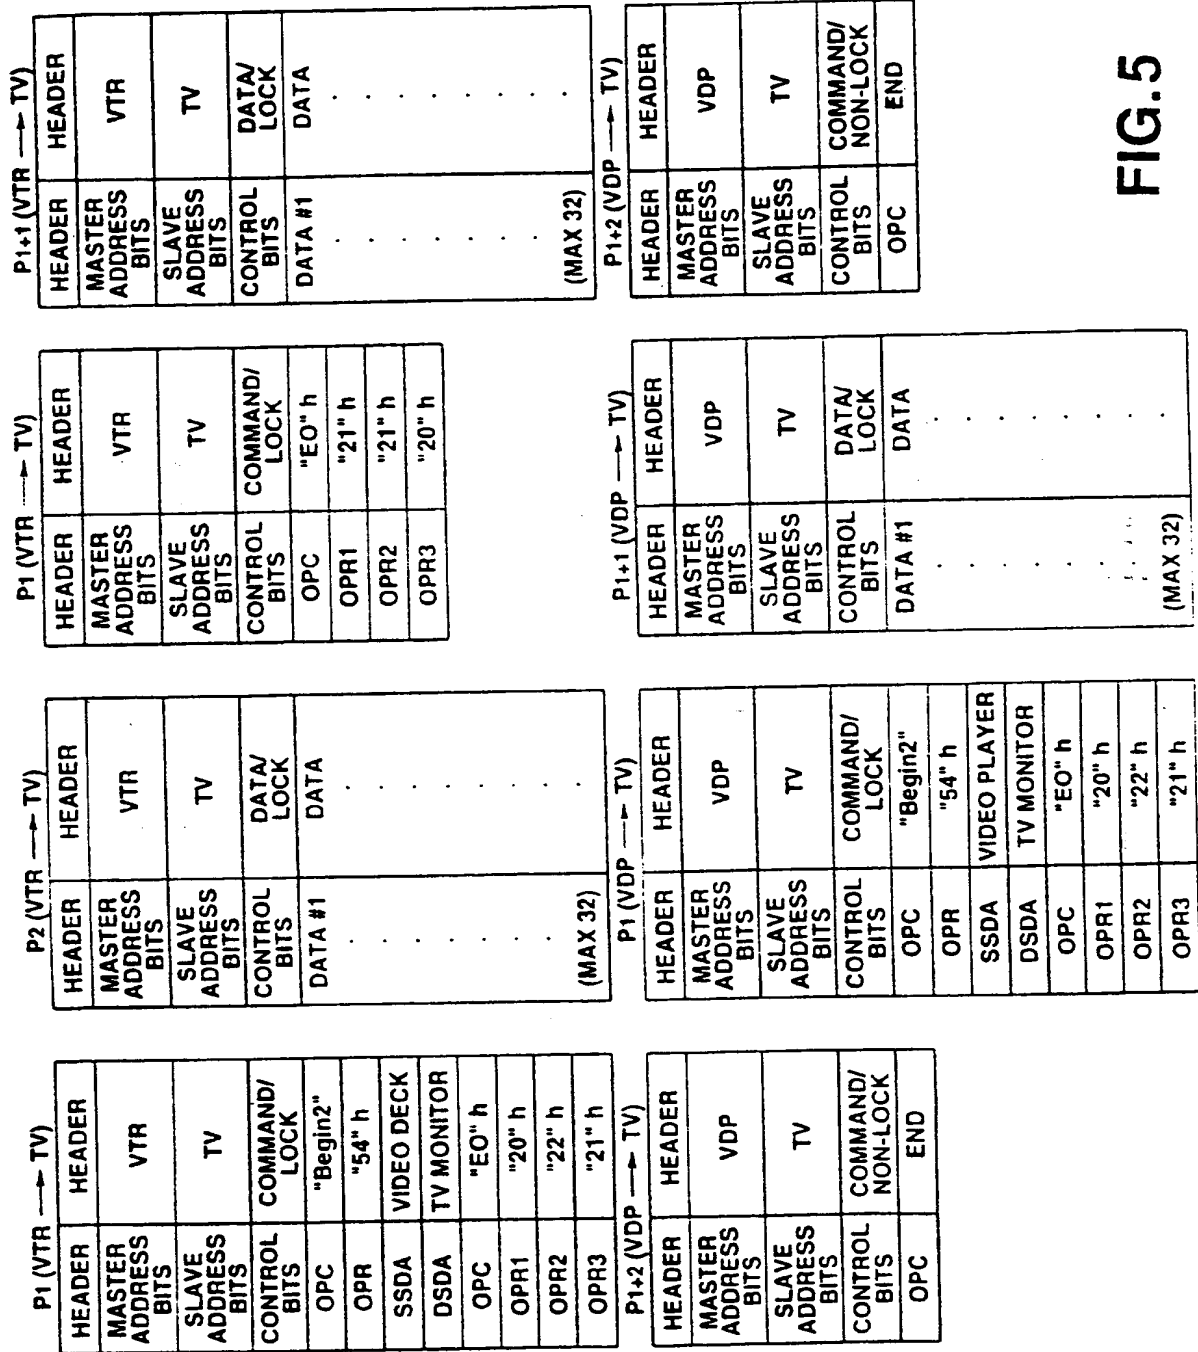 P1 (VTR → TV)
HEADER HEADER
MASTER ADDRESS BITS VTR
SLAVE ADDRESS BITS TV
CONTROL BITS COMMAND/ LOCK
OPC "Begin2"
OPR "54" h
SSDA VIDEO DECK
DSDA TV MONITOR
OPC "EO" h
OPR1 "20" h
OPR2 "22" h
OPR3 "21" h
P2 (VTR → TV)
HEADER HEADER
MASTER ADDRESS BITS VTR
SLAVE ADDRESS BITS TV
CONTROL BITS DATA/ LOCK
DATA #1 DATA
(MAX 32)
P1 (VTR → TV)
HEADER HEADER
MASTER ADDRESS BITS VTR
SLAVE ADDRESS BITS TV
CONTROL BITS COMMAND/ LOCK
OPC "EO" h
OPR1 "21" h
OPR2 "21" h
OPR3 "20" h
P1+1 (VTR → TV)
HEADER HEADER
MASTER ADDRESS BITS VTR
SLAVE ADDRESS BITS TV
CONTROL BITS DATA/ LOCK
DATA #1 DATA
(MAX 32)
P1+2 (VDP → TV)
HEADER HEADER
MASTER ADDRESS BITS VDP
SLAVE ADDRESS BITS TV
CONTROL BITS COMMAND/ NON-LOCK
OPC END
P1 (VDP → TV)
HEADER HEADER
MASTER ADDRESS BITS VDP
SLAVE ADDRESS BITS TV
CONTROL BITS COMMAND/ LOCK
OPC "Begin2"
OPR "54" h
SSDA VIDEO PLAYER
DSDA TV MONITOR
OPC "EO" h
OPR1 "20" h
OPR2 "22" h
OPR3 "21" h
P1+1 (VDP → TV)
HEADER HEADER
MASTER ADDRESS BITS VDP
SLAVE ADDRESS BITS TV
CONTROL BITS DATA/ LOCK
DATA #1 DATA
(MAX 32)
P1+2 (VDP → TV)
HEADER HEADER
MASTER ADDRESS BITS VDP
SLAVE ADDRESS BITS TV
CONTROL BITS COMMAND/ NON-LOCK
OPC END
FIG.5